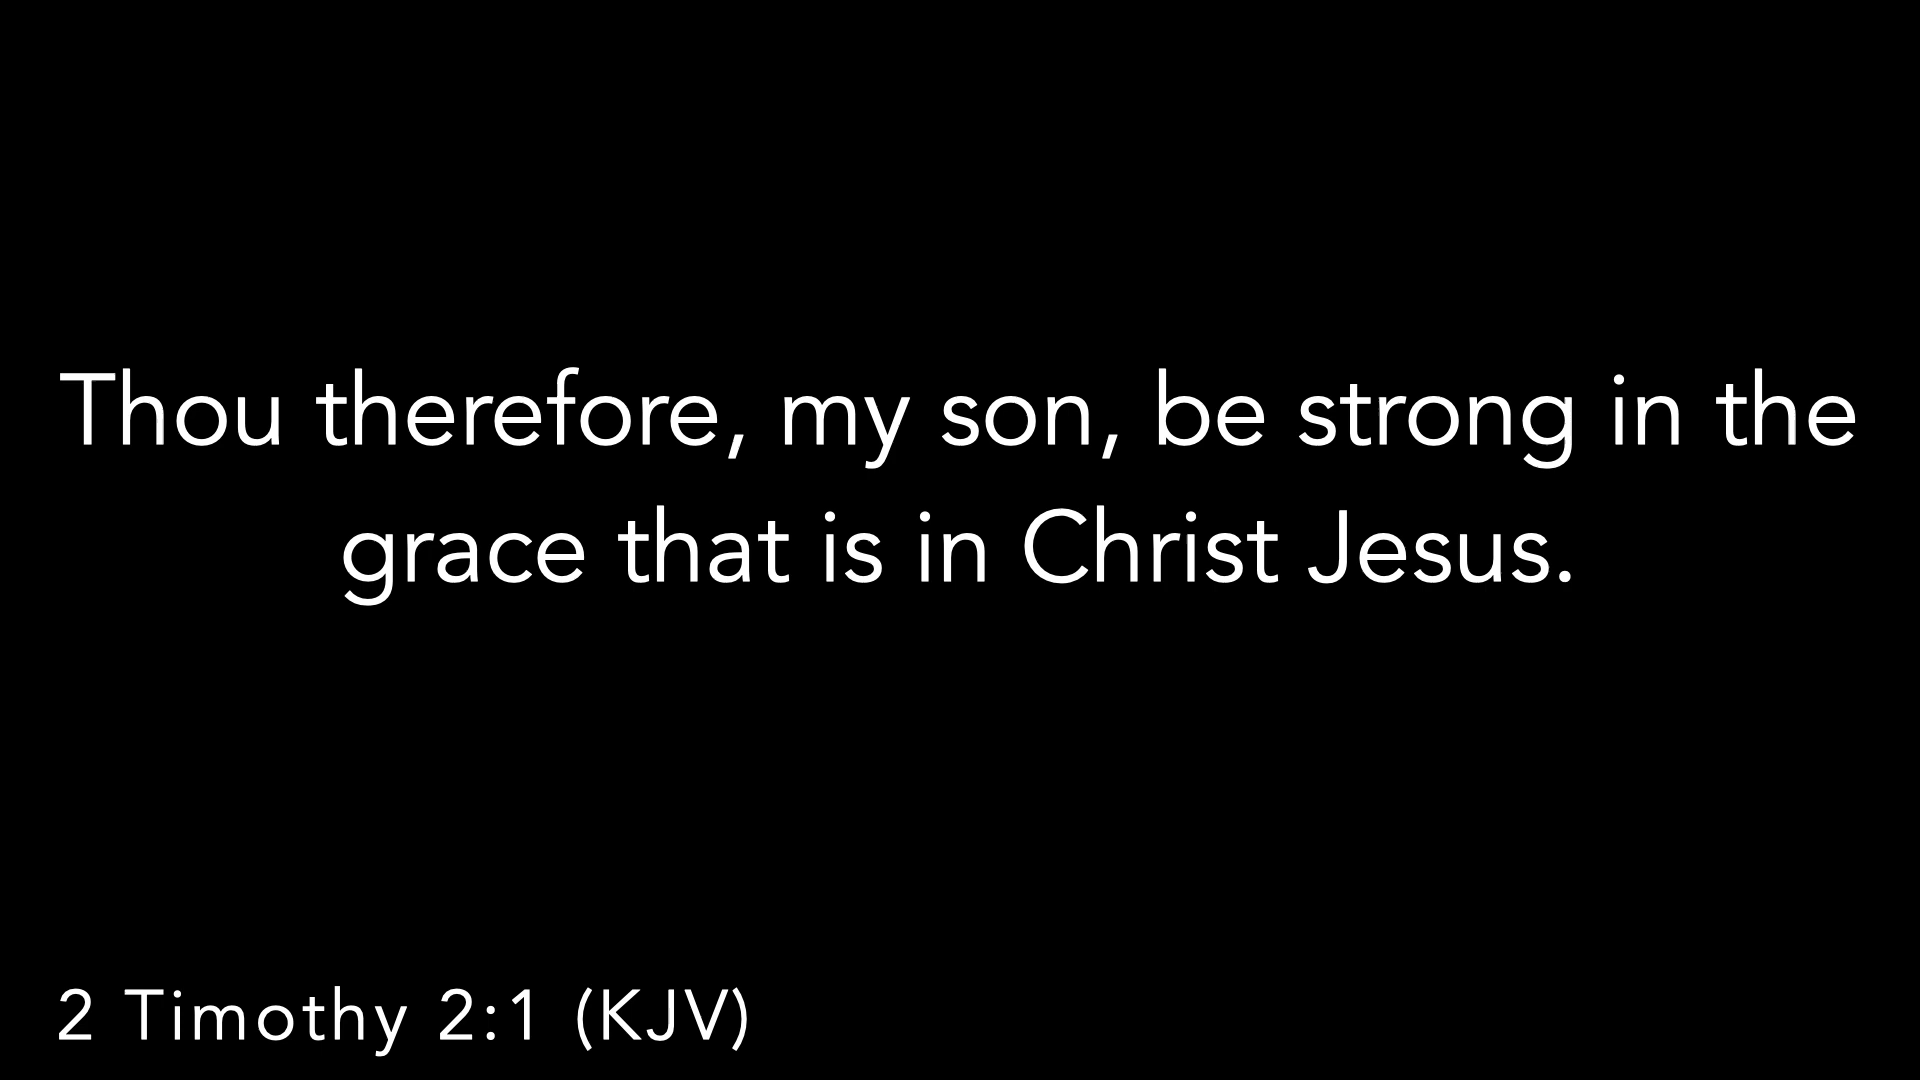 Thou therefore, my son, be strong in the
grace that is in Christ Jesus.
2 Timothy 2:1 (KJV)